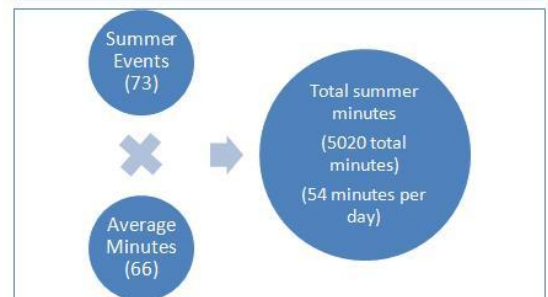 Summer
Events
(73)
Average
Minutes
(66)
Total summer
minutes
(5020 total
minutes)
(54 minutes per
day)